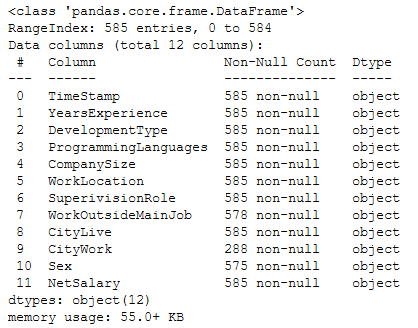 <class 'pandas.core.frame.DataFrame'>
RangeIndex: 585 entries, 0 to 584
Data columns (total 12 columns):
 #   Column                Non-Null Count  Dtype
---  ------                --------------  -----
 0   TimeStamp             585 non-null    object
 1   YearsExperience       585 non-null    object
 2   DevelopmentType       585 non-null    object
 3   ProgrammingLanguages  585 non-null    object
 4   CompanySize           585 non-null    object
 5   WorkLocation          585 non-null    object
 6   SuperivisionRole      585 non-null    object
 7   WorkOutsideMainJob    578 non-null    object
 8   CityLive              585 non-null    object
 9   CityWork              288 non-null    object
 10  Sex                   575 non-null    object
 11  NetSalary             585 non-null    object
dtypes: object(12)
memory usage: 55.0+ KB